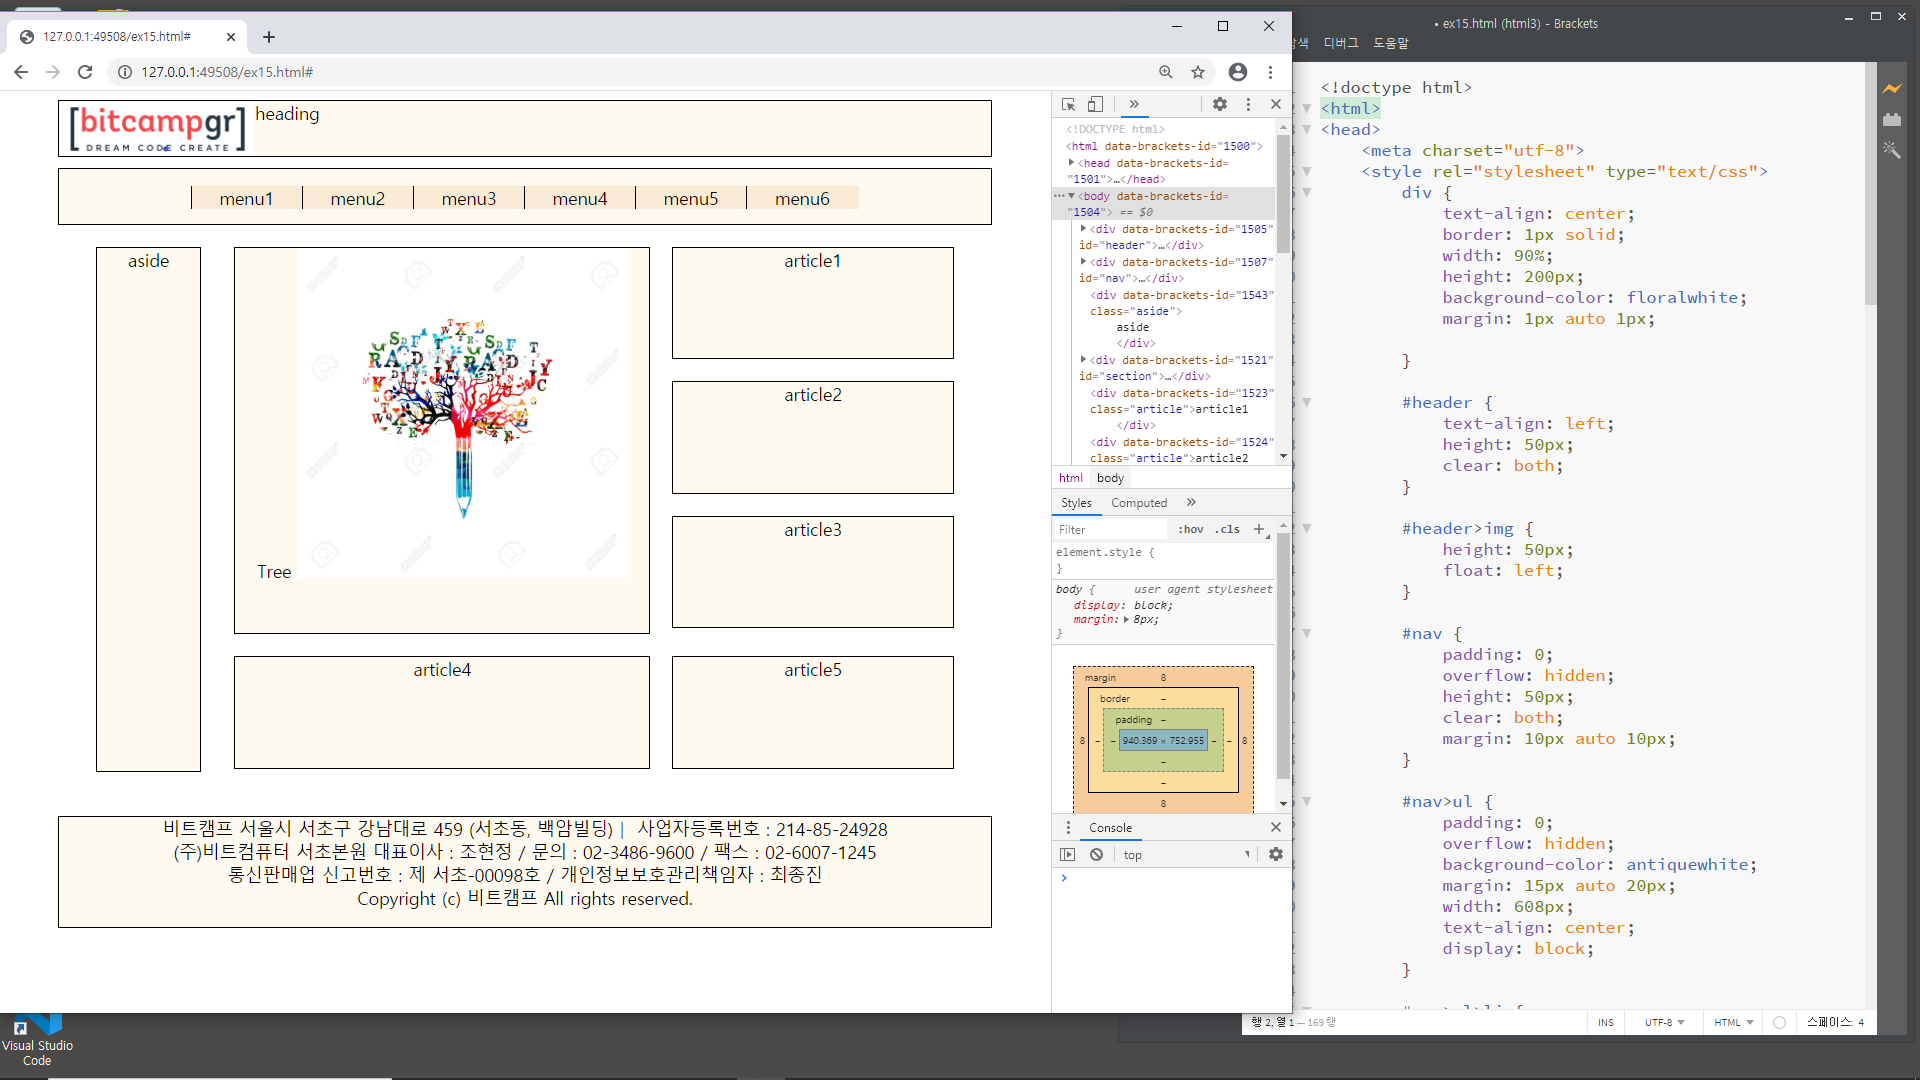 127.0.0.1:49508/ex15.html#
127.0.0.1:49508/ex15.html#
[bitcampgr]
DREAM CODE CREATE
heading
menu1
menu2
menu3
menu4
menu5
menu6
aside
Tree
article1
article2
article3
article4
article5
비트캠프 서울시 서초구 강남대로 459 (서초동, 백암빌딩) | 사업자등록번호 : 214-85-24928
(주)비트컴퓨터 서초본원 대표이사 : 조현정 / 문의 : 02-3486-9600 / 팩스 : 02-6007-1245
통신판매업 신고번호 : 제 서초-00098호 / 개인정보보호관리책임자 : 최종진
Copyright (c) 비트캠프 All rights reserved.
<!DOCTYPE html>
<html data-brackets-id="1500">
<head data-brackets-id=
"1501">…</head>
<body data-brackets-id=
"1504"> == $0
<div data-brackets-id="1505"
id="header">…</div>
<div data-brackets-id="1507"
id="nav">…</div>
<div data-brackets-id="1543"
class="aside">
aside
</div>
<div data-brackets-id="1521"
id="section">…</div>
<div data-brackets-id="1523"
class="article">article1
</div>
<div data-brackets-id="1524"
class="article">article2
html body
Styles Computed
Filter :hov .cls +
element.style {
}
body { user agent stylesheet
display: block;
margin: 8px;
}
margin 8
border –
padding –
8 – – 940.369 × 752.955 – – 8
–
–
8
Console
top
• ex15.html (html3) - Brackets
색 디버그 도움말
<!doctype html>
<html>
<head>
<meta charset="utf-8">
<style rel="stylesheet" type="text/css">
div {
text-align: center;
border: 1px solid;
width: 90%;
height: 200px;
background-color: floralwhite;
margin: 1px auto 1px;
}
#header {
text-align: left;
height: 50px;
clear: both;
}
#header>img {
height: 50px;
float: left;
}
#nav {
padding: 0;
overflow: hidden;
height: 50px;
clear: both;
margin: 10px auto 10px;
}
#nav>ul {
padding: 0;
overflow: hidden;
background-color: antiquewhite;
margin: 15px auto 20px;
width: 608px;
text-align: center;
display: block;
}
행 2, 열 1 — 169 행
INS
UTF-8
HTML
스페이스: 4
Visual Studio
Code